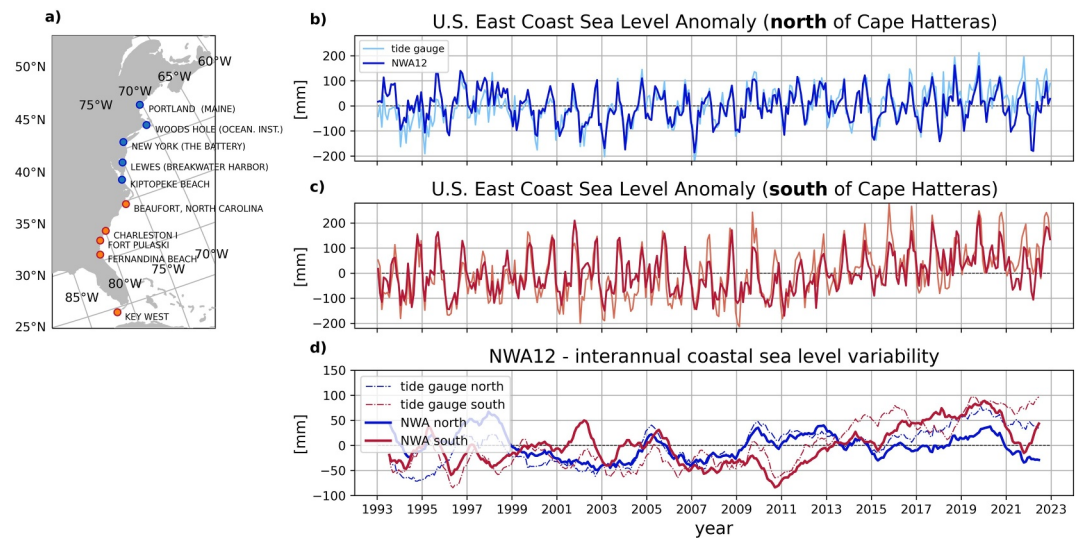 a)
50°N
45°N
40°N
35°N
30°N
25°N
60°W
65°W
70°W
75°W
PORTLAND (MAINE)
WOODS HOLE (OCEAN. INST.)
NEW YORK (THE BATTERY)
LEWES (BREAKWATER HARBOR)
KIPTOPEKE BEACH
BEAUFORT, NORTH CAROLINA
CHARLESTON I
FORT PULASKI
FERNANDINA BEACH
70°W
75°W
80°W
85°W
KEY WEST
b)
U.S. East Coast Sea Level Anomaly (north of Cape Hatteras)
tide gauge
NWA12
[mm]
200
100
0
−100
−200
c)
U.S. East Coast Sea Level Anomaly (south of Cape Hatteras)
[mm]
200
100
0
−100
−200
d)
NWA12 - interannual coastal sea level variability
tide gauge north
tide gauge south
NWA north
NWA south
[mm]
150
100
50
0
−50
−100
1993 1995 1997 1999 2001 2003 2005 2007 2009 2011 2013 2015 2017 2019 2021 2023
year